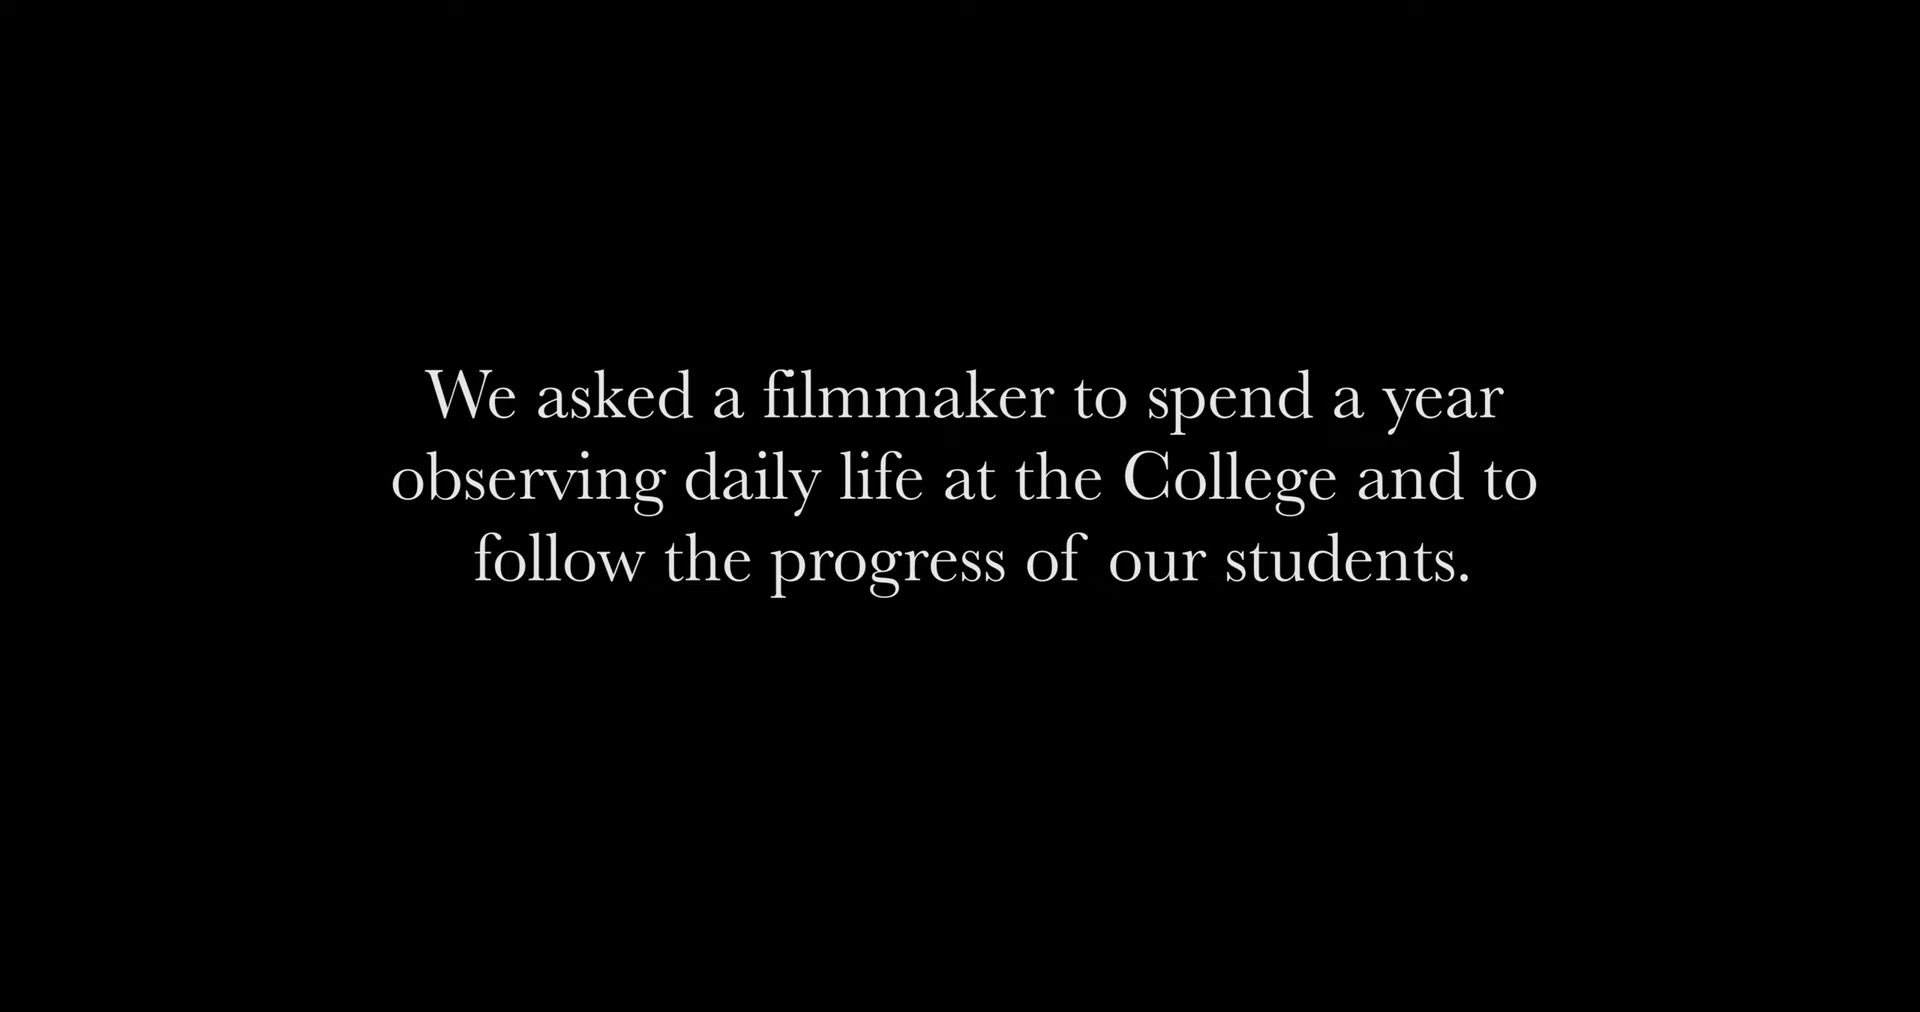 We asked a filmmaker to spend a year
observing daily life at the College and to
follow the progress of our students.